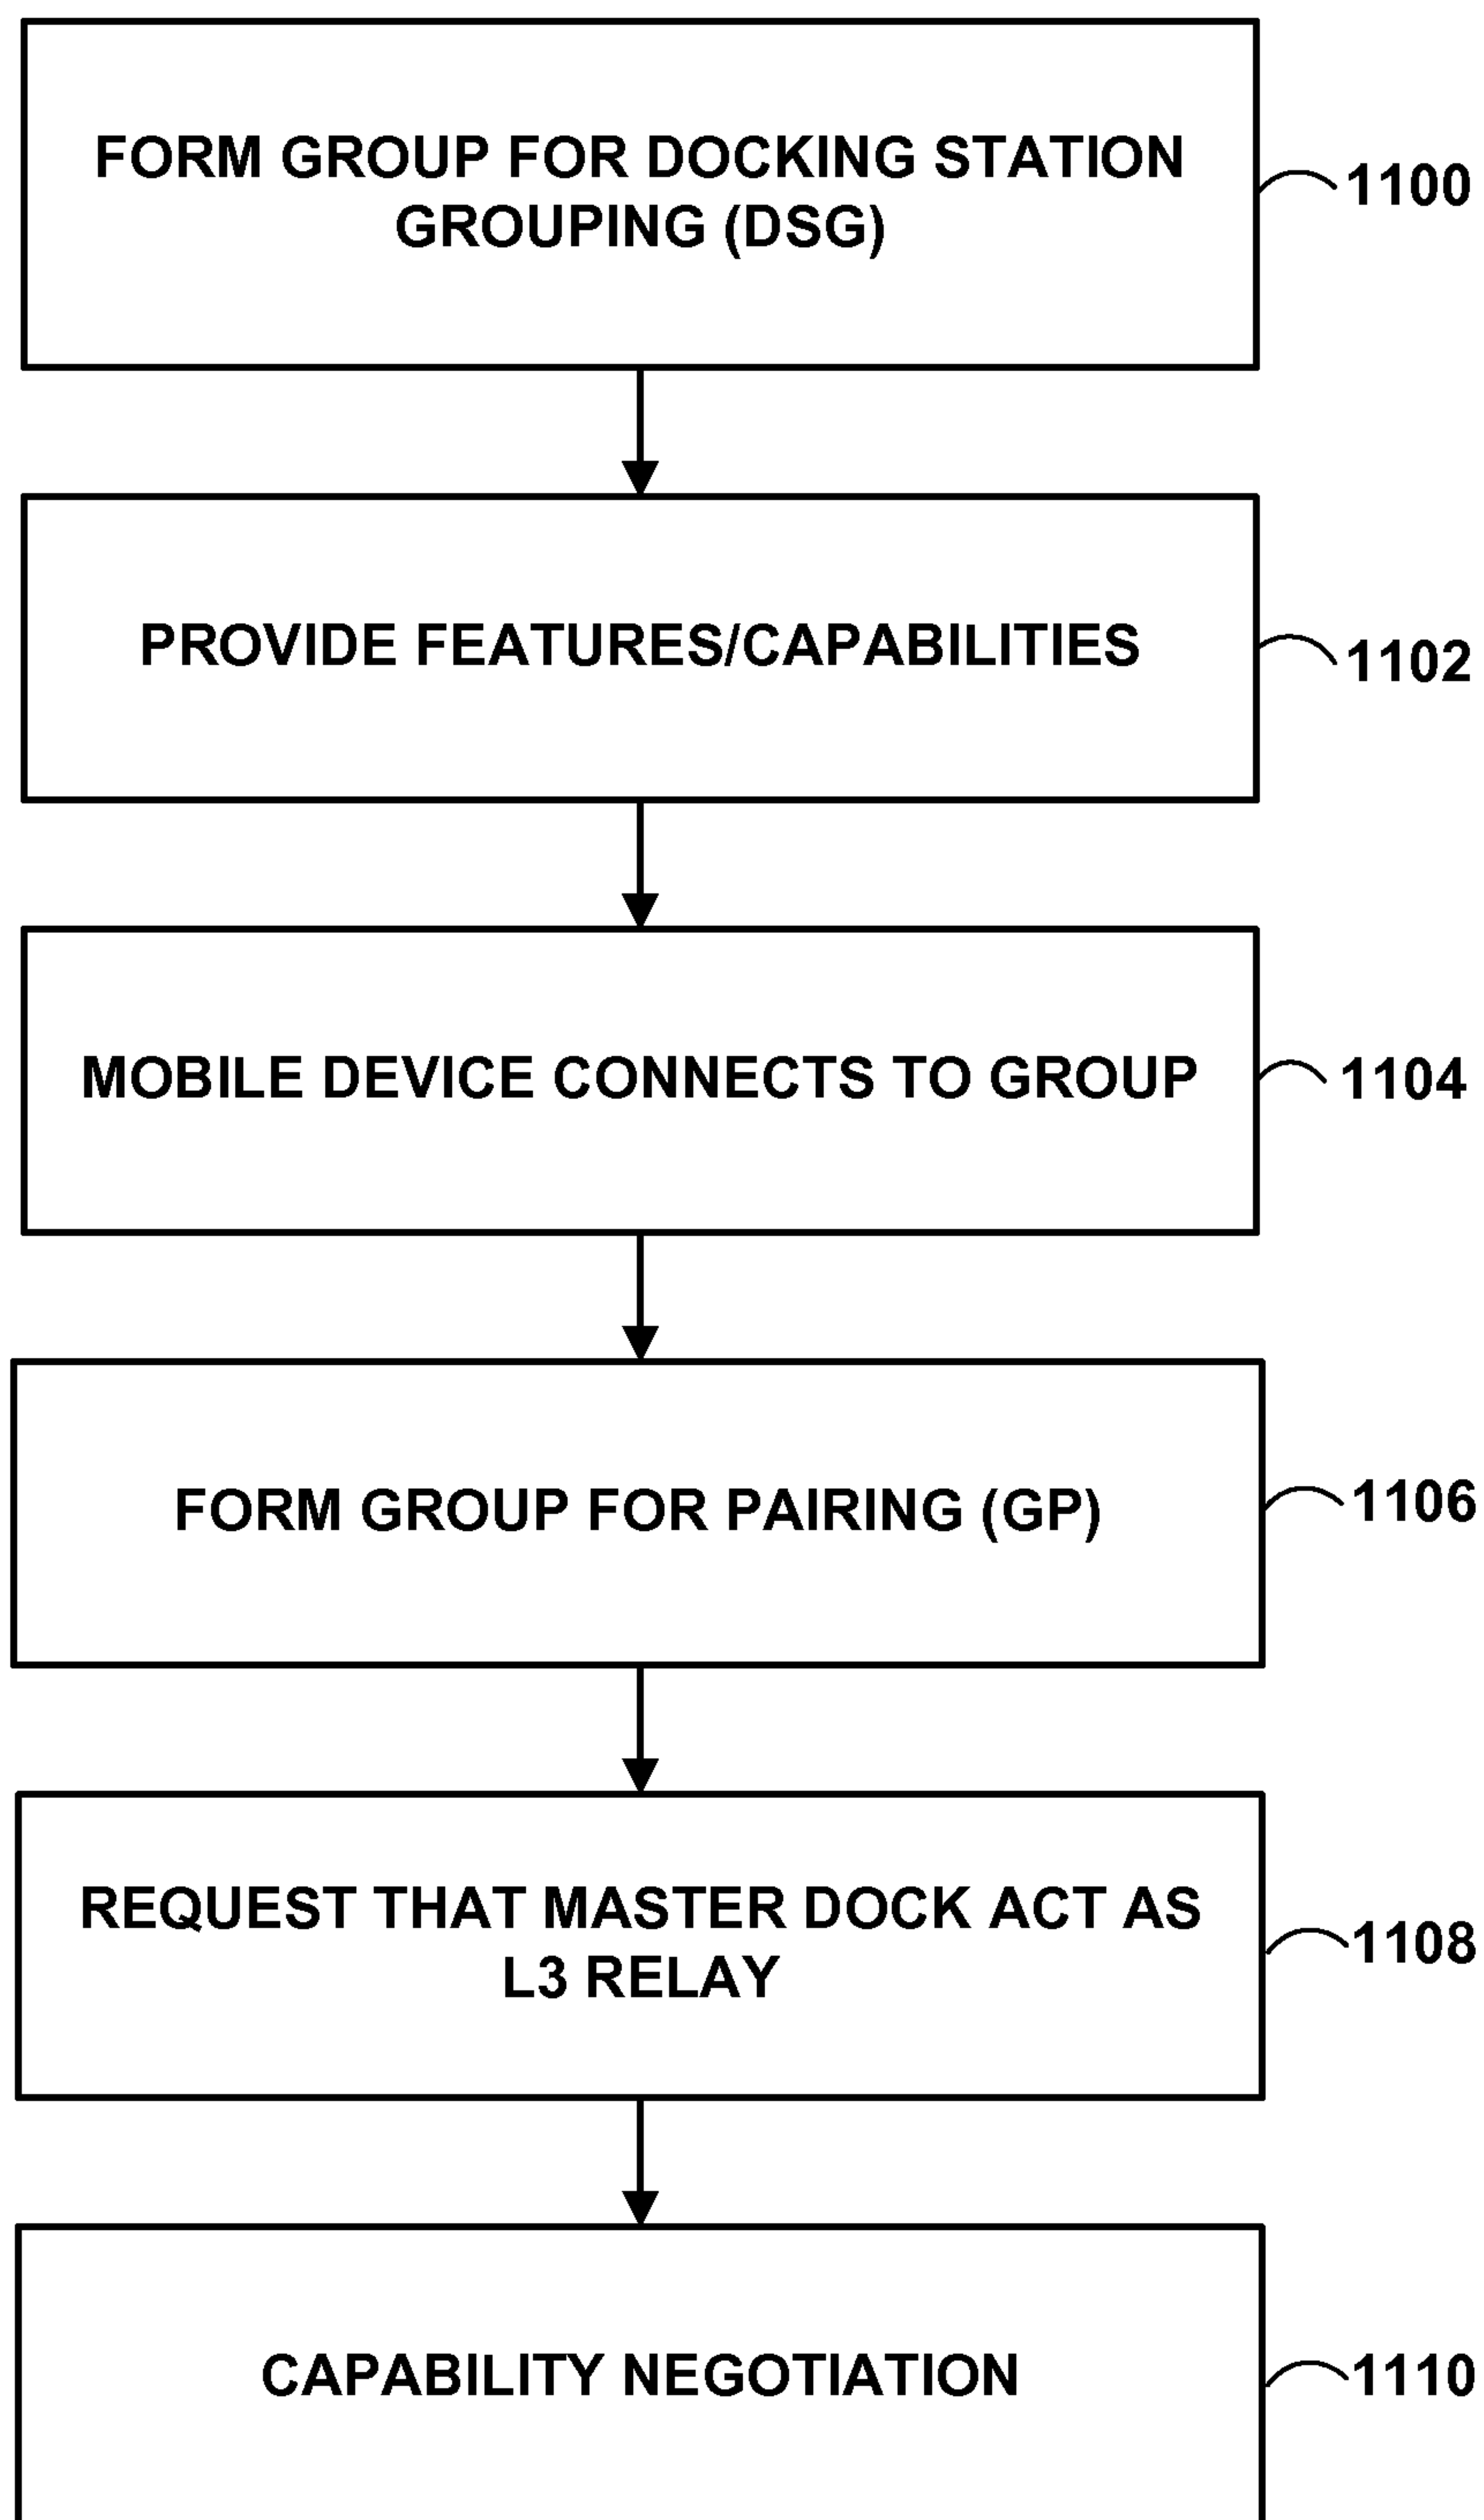 FORM GROUP FOR DOCKING STATION
GROUPING (DSG)
1100
PROVIDE FEATURES/CAPABILITIES
1102
MOBILE DEVICE CONNECTS TO GROUP
1104
FORM GROUP FOR PAIRING (GP)
1106
REQUEST THAT MASTER DOCK ACT AS
L3 RELAY
1108
CAPABILITY NEGOTIATION
1110